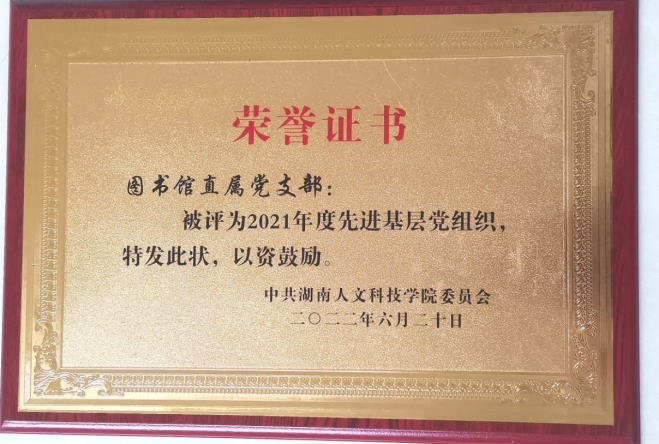 荣誉证书
图书馆直属党支部：
被评为2021年度先进基层党组织，
特发此状，以资鼓励。
中共湖南人文科技学院委员会
二〇二二年六月二十日